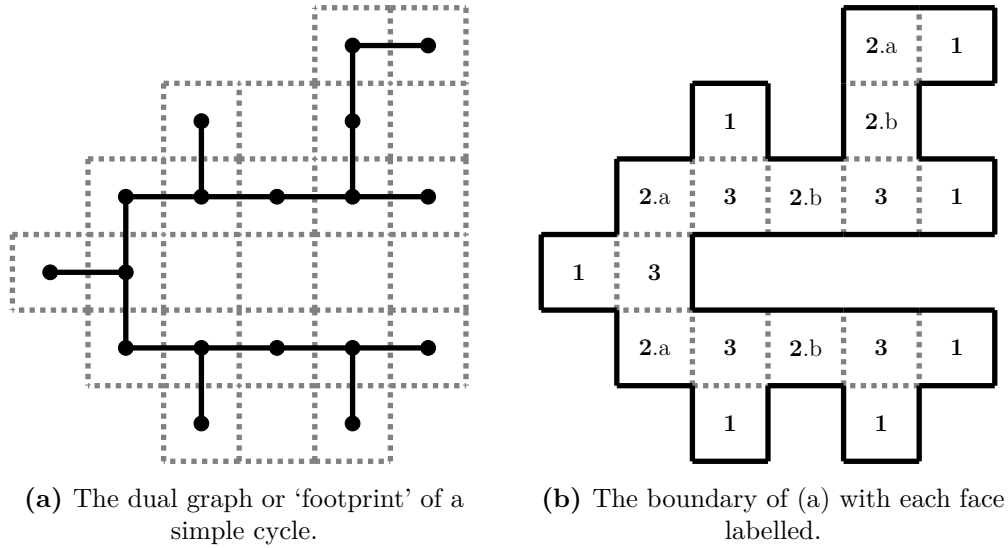 2.a 1
1 2.b
2.a 3 2.b 3 1
1 3
2.a 3 2.b 3 1
1 1
(a) The dual graph or ‘footprint’ of a
simple cycle.
(b) The boundary of (a) with each face
labelled.